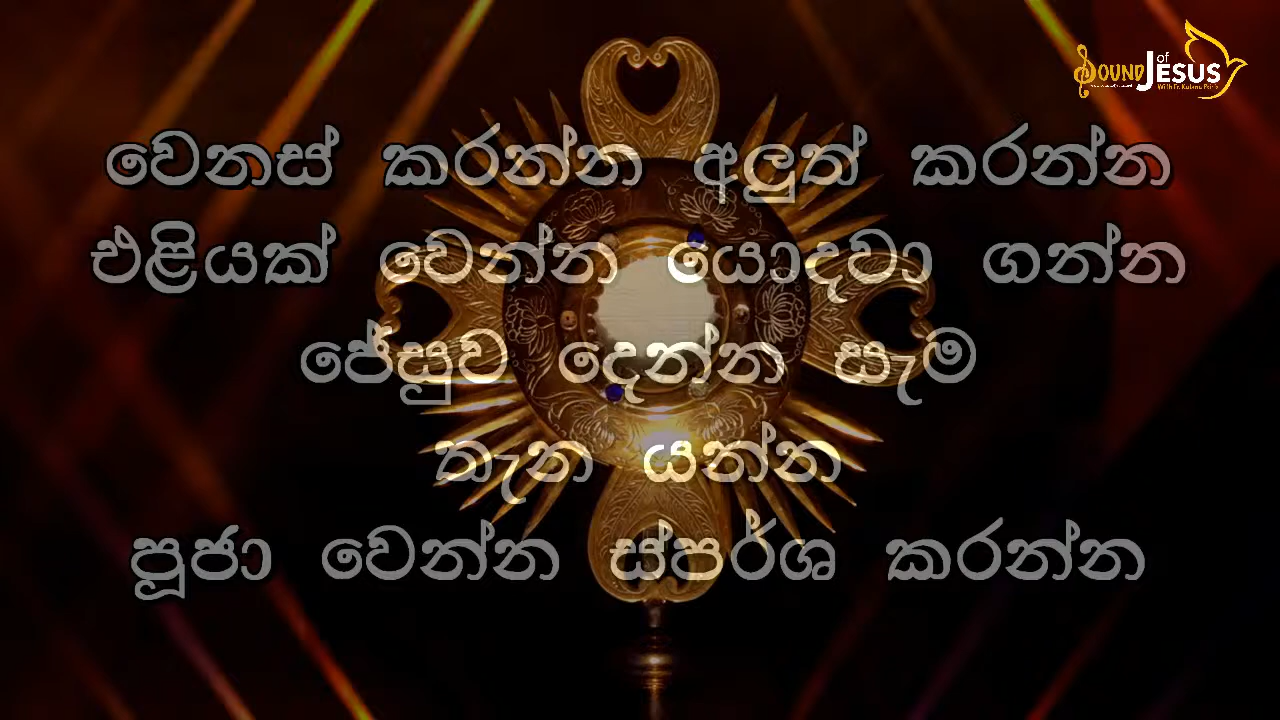 Sound of Jesus
වෙනස් කරන්න අලුත් කරන්න
එළියක් වෙන්න යොදවා ගන්න
ජේසුව දෙන්න සැම
තැන යන්න
පූජා වෙන්න ස්පර්ශ කරන්න